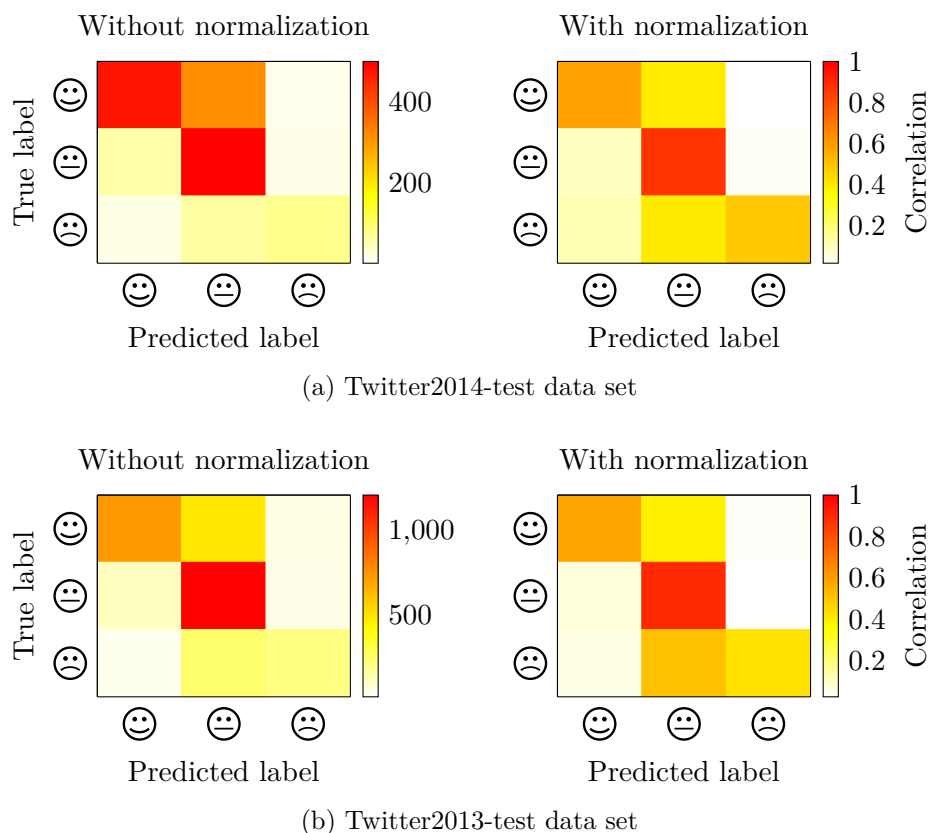 Without normalization
With normalization
True label
400
200
1
0.8
0.6
0.4
0.2
Correlation
Predicted label
Predicted label
(a) Twitter2014-test data set
Without normalization
With normalization
True label
1,000
500
1
0.8
0.6
0.4
0.2
Correlation
Predicted label
Predicted label
(b) Twitter2013-test data set